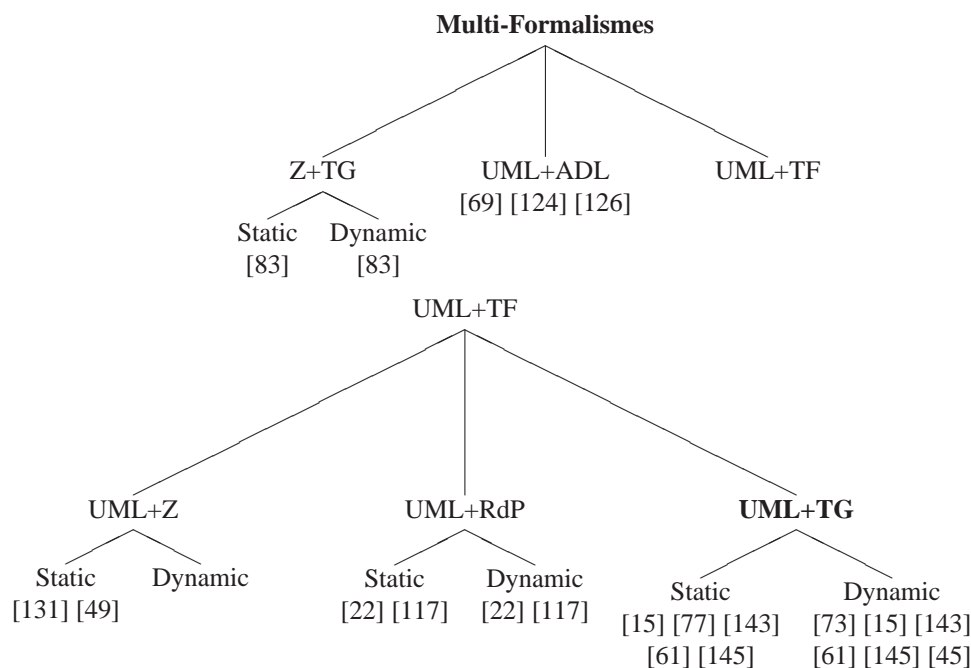 Multi-Formalismes
Z+TG UML+ADL UML+TF
[69] [124] [126]
Static Dynamic
[83] [83]
UML+TF
UML+Z UML+RdP UML+TG
Static Dynamic Static Dynamic Static Dynamic
[131] [49] [22] [117] [22] [117] [15] [77] [143] [73] [15] [143]
[61] [145] [61] [145] [45]